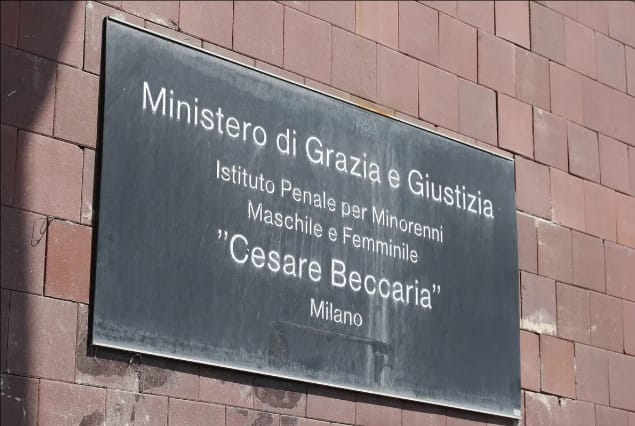 Ministero di Grazia e Giustizia
Istituto Penale per Minorenni
Maschile e Femminile
"Cesare Beccaria"
Milano